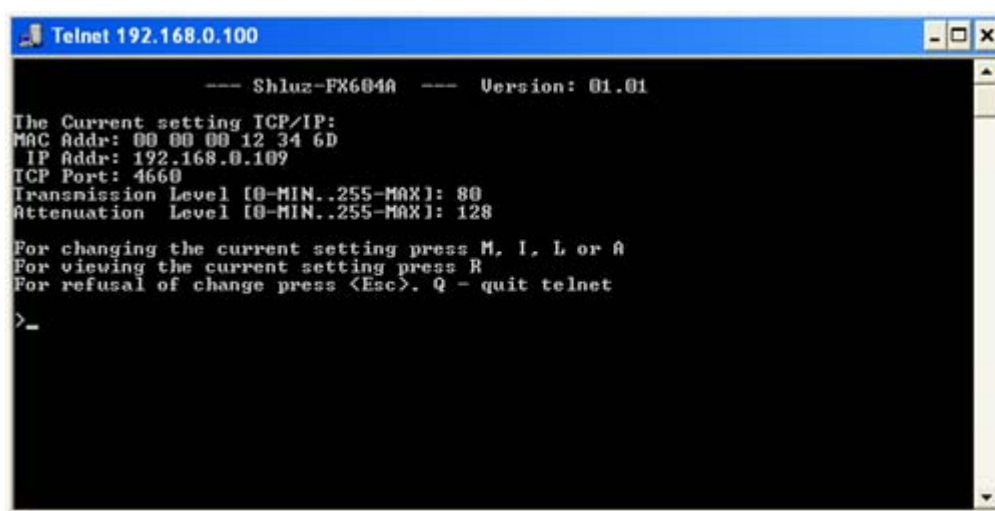 Telnet 192.168.0.100
--- Shluz-FX604A --- Version: 01.01
The Current setting TCP/IP:
MAC Addr: 00 00 00 12 34 6D
IP Addr: 192.168.0.109
TCP Port: 4660
Transmission Level [0-MIN..255-MAX]: 80
Attenuation  Level [0-MIN..255-MAX]: 128
For changing the current setting press M, I, L or A
For viewing the current setting press R
For refusal of change press <Esc>. Q - quit telnet
>_